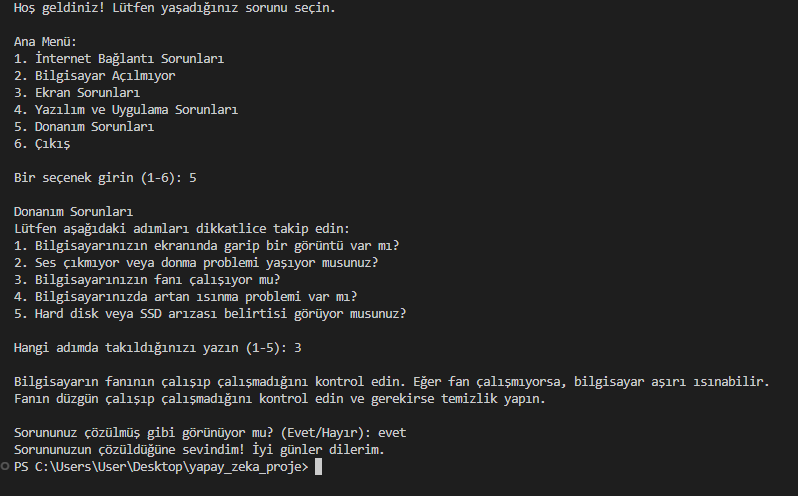 Hoş geldiniz! Lütfen yaşadığınız sorunu seçin.
Ana Menü:
1. İnternet Bağlantı Sorunları
2. Bilgisayar Açılmıyor
3. Ekran Sorunları
4. Yazılım ve Uygulama Sorunları
5. Donanım Sorunları
6. Çıkış
Bir seçenek girin (1-6): 5
Donanım Sorunları
Lütfen aşağıdaki adımları dikkatlice takip edin:
1. Bilgisayarınızın ekranında garip bir görüntü var mı?
2. Ses çıkmıyor veya donma problemi yaşıyor musunuz?
3. Bilgisayarınızın fanı çalışıyor mu?
4. Bilgisayarınızda artan ısınma problemi var mı?
5. Hard disk veya SSD arızası belirtisi görüyor musunuz?
Hangi adımda takıldığınızı yazın (1-5): 3
Bilgisayarın fanının çalışıp çalışmadığını kontrol edin. Eğer fan çalışmıyorsa, bilgisayar aşırı ısınabilir.
Fanın düzgün çalışıp çalışmadığını kontrol edin ve gerekirse temizlik yapın.
Sorununuz çözülmüş gibi görünüyor mu? (Evet/Hayır): evet
Sorununuzun çözüldüğüne sevindim! İyi günler dilerim.
PS C:\Users\User\Desktop\yapay_zeka_proje>